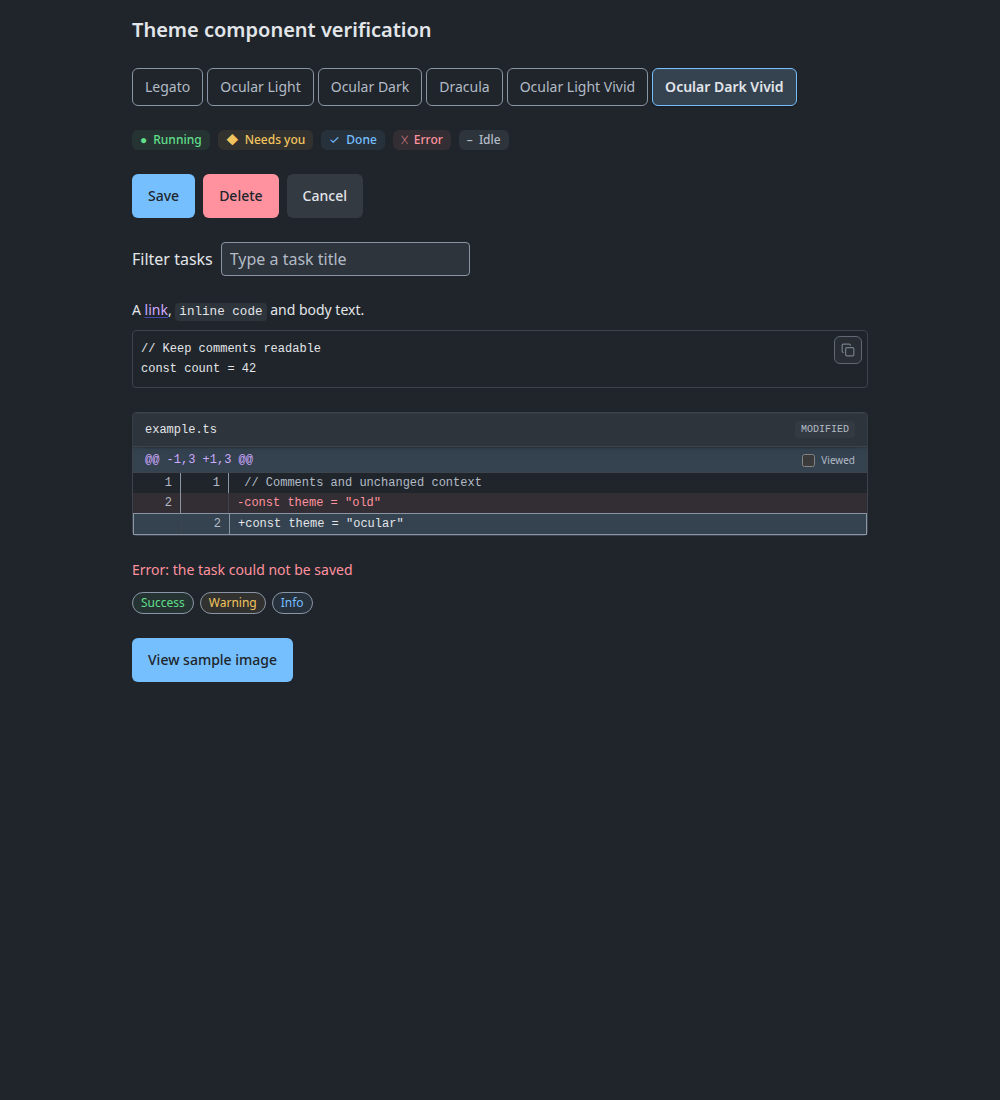 Theme component verification
Legato Ocular Light Ocular Dark Dracula Ocular Light Vivid Ocular Dark Vivid
● Running ◆ Needs you ✓ Done X Error – Idle
Save Delete Cancel
Filter tasks Type a task title
A link, inline code and body text.
// Keep comments readable
const count = 42
example.ts MODIFIED
@@ -1,3 +1,3 @@ Viewed
1 1 // Comments and unchanged context
2 -const theme = "old"
2 +const theme = "ocular"
Error: the task could not be saved
Success Warning Info
View sample image